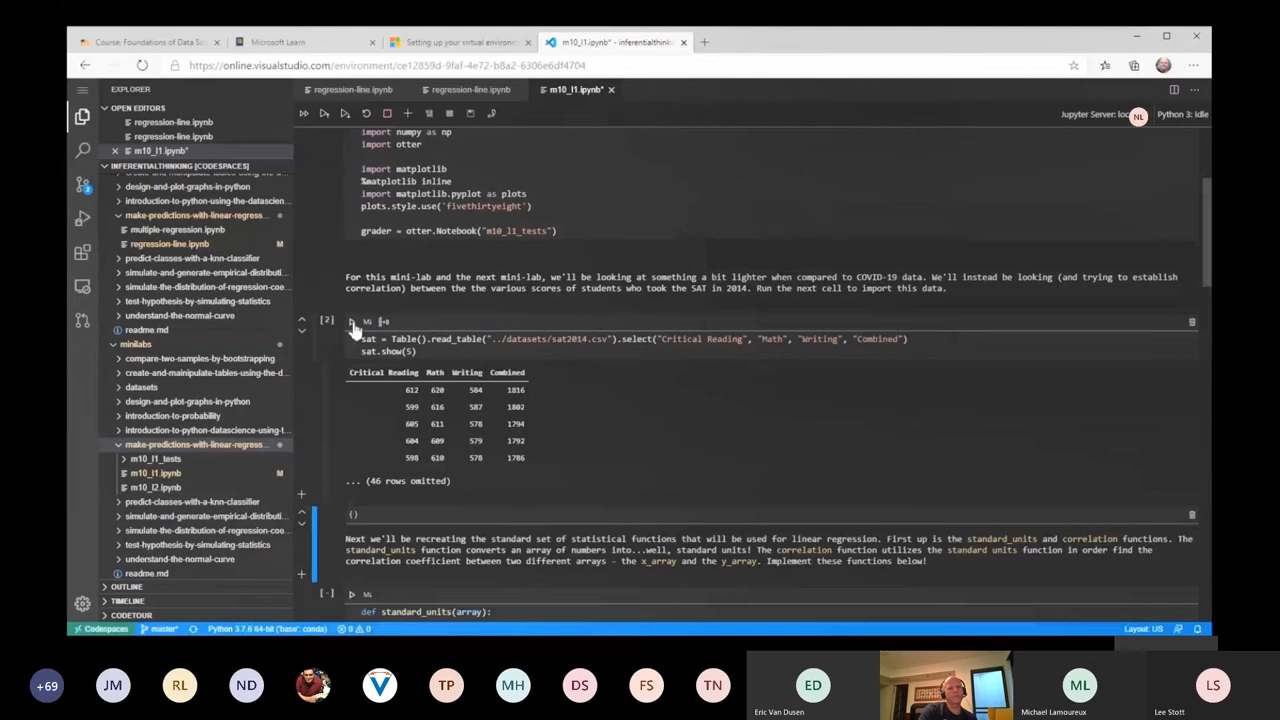 Course: Foundations of Data Sc
Microsoft Learn
Setting up your virtual environm
m10_l1.ipynb* - inferentialthink
https://online.visualstudio.com/environment/ce12859d-9faf-4e72-b8a2-6306e6df4704
EXPLORER
regression-line.ipynb
regression-line.ipynb
m10_l1.ipynb*
OPEN EDITORS
regression-line.ipynb
regression-line.ipynb
m10_l1.ipynb*
INFERENTIALTHINKING [CODESPACES]
design-and-plot-graphs-in-python
introduction-to-python-using-the-datascien...
make-predictions-with-linear-regress...
multiple-regression.ipynb
regression-line.ipynb M
predict-classes-with-a-knn-classifier
simulate-and-generate-empirical-distributi...
simulate-the-distribution-of-regression-coe...
test-hypothesis-by-simulating-statistics
understand-the-normal-curve
readme.md
minilabs
compare-two-samples-by-bootstrapping
create-and-mainipulate-tables-using-the-d...
datasets
design-and-plot-graphs-in-python
introduction-to-probability
introduction-to-python-datascience-using-t...
make-predictions-with-linear-regress...
m10_l1_tests
m10_l1.ipynb M
m10_l2.ipynb
predict-classes-with-a-knn-classifier
simulate-and-generate-empirical-distributi...
simulate-the-distribution-of-regression-coe...
test-hypothesis-by-simulating-statistics
understand-the-normal-curve
readme.md
OUTLINE
TIMELINE
CODETOUR
Jupyter Server: loc
NL
Python 3: Idle
import numpy as np
import otter
import matplotlib
%matplotlib inline
import matplotlib.pyplot as plots
plots.style.use('fivethirtyeight')
grader = otter.Notebook("m10_l1_tests")
For this mini-lab and the next mini-lab, we'll be looking at something a bit lighter when compared to COVID-19 data. We'll instead be looking (and trying to establish
correlation) between the the various scores of students who took the SAT in 2014. Run the next cell to import this data.
[2]
M↓
sat = Table().read_table("../datasets/sat2014.csv").select("Critical Reading", "Math", "Writing", "Combined")
sat.show(5)
Critical Reading Math Writing Combined
612 620 584 1816
599 616 587 1802
605 611 578 1794
604 609 579 1792
598 610 578 1786
... (46 rows omitted)
{}
Next we'll be recreating the standard set of statistical functions that will be used for linear regression. First up is the standard_units and correlation functions. The
standard_units function converts an array of numbers into...well, standard units! The correlation function utilizes the standard units function in order find the
correlation coefficient between two different arrays - the x_array and the y_array. Implement these functions below!
[-]
M↓
def standard_units(array):
Codespaces
master*
Python 3.7.6 64-bit ('base': conda)
0
0
Layout: US
+69
JM
RL
ND
TP
MH
DS
FS
TN
ED
ML
LS
Eric Van Dusen
Michael Lamoureux
Lee Stott